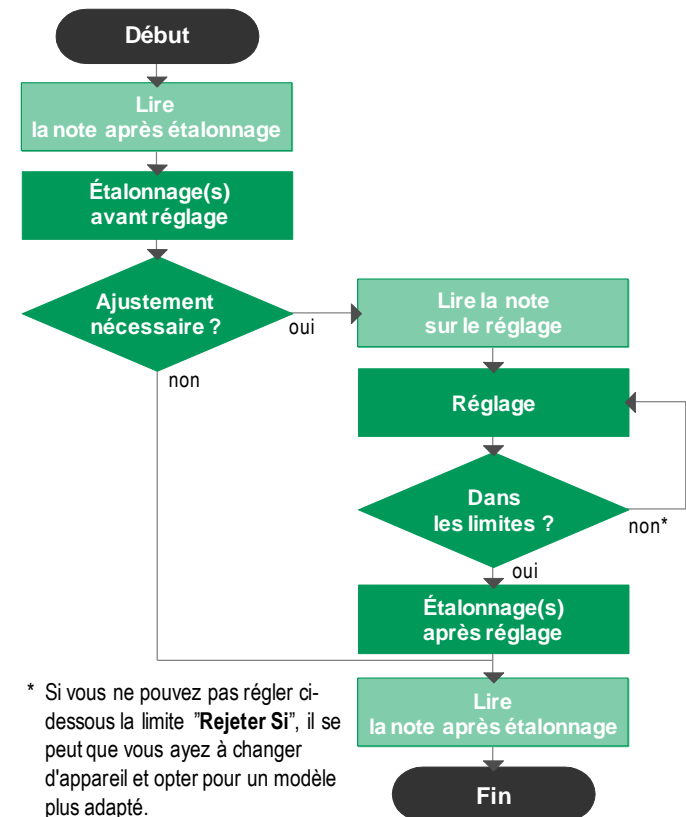 Début
Lire
la note après étalonnage
Étalonnage(s)
avant réglage
Ajustement
nécessaire ?
oui
non
Lire la note
sur le réglage
Réglage
Dans
les limites ?
non*
oui
Étalonnage(s)
après réglage
Lire
la note après étalonnage
Fin
* Si vous ne pouvez pas régler ci-
dessous la limite "Rejeter Si", il se
peut que vous ayez à changer
d'appareil et opter pour un modèle
plus adapté.